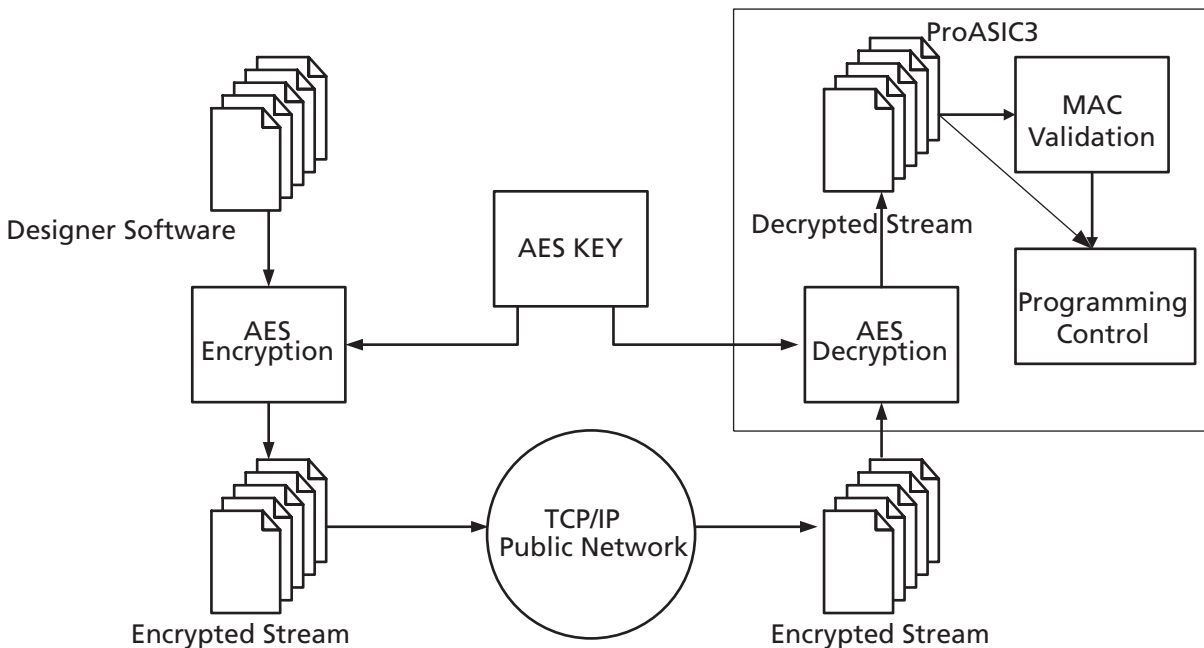 ProASIC3
MAC
Validation
Designer Software
Decrypted Stream
AES KEY
Programming
Control
AES
Encryption
AES
Decryption
TCP/IP
Public Network
Encrypted Stream
Encrypted Stream